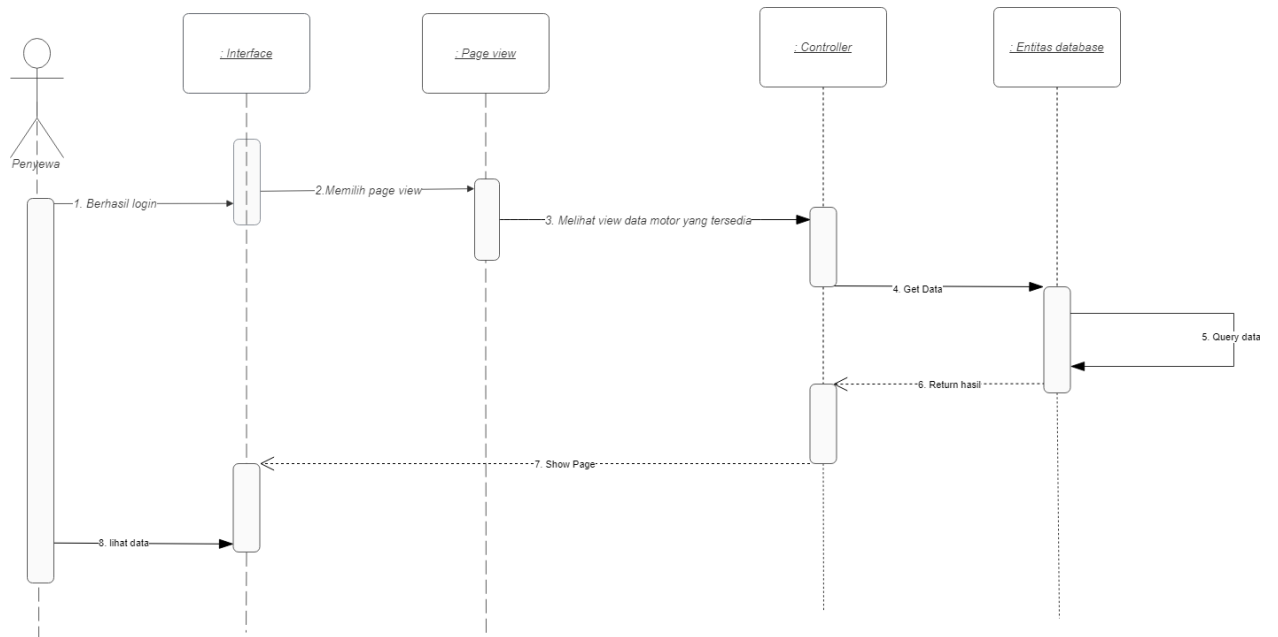 : Interface
: Page view
: Controller
: Entitas database
Penyewa
1. Berhasil login
2.Memilih page view
3. Melihat view data motor yang tersedia
4. Get Data
5. Query data
6. Return hasil
7. Show Page
8. lihat data